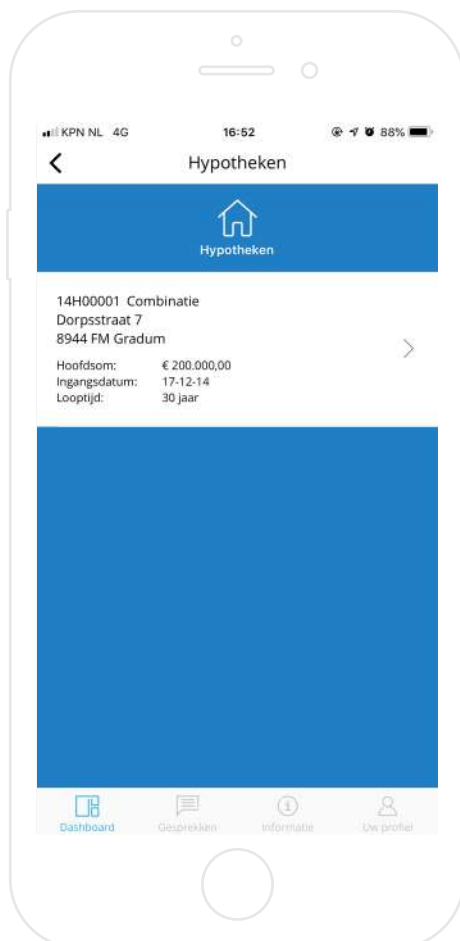 KPN NL 4G 16:52 88%
Hypotheken
Hypotheken
14H00001 Combinatie
Dorpsstraat 7
8944 FM Gradum
Hoofdsom: € 200.000,00
Ingangsdatum: 17-12-14
Looptijd: 30 jaar
Dashboard Gesprekken Informatie Uw profiel